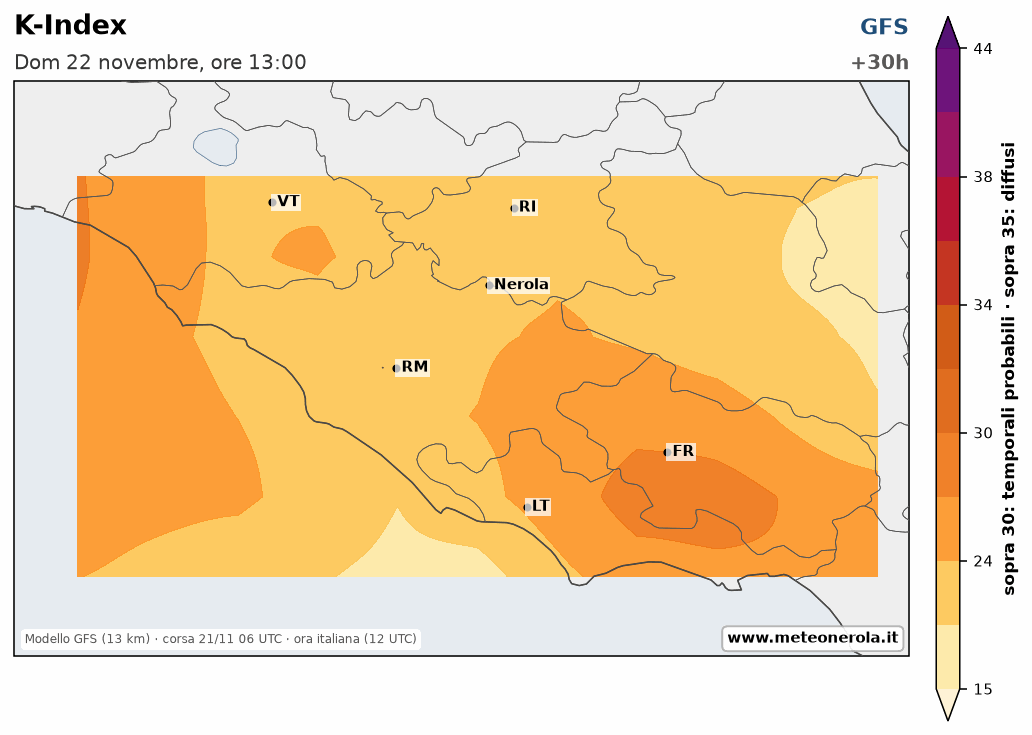 K-Index
GFS
Dom 22 novembre, ore 13:00
+30h
44
38
34
30
24
15
sopra 30: temporali probabili · sopra 35: diffusi
VT
RI
Nerola
RM
FR
LT
Modello GFS (13 km) · corsa 21/11 06 UTC · ora italiana (12 UTC)
www.meteonerola.it